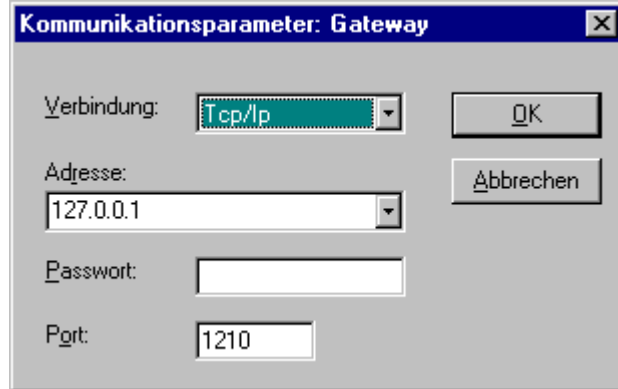 Kommunikationsparameter: Gateway
Verbindung: Tcp/Ip OK
Adresse: Abbrechen
127.0.0.1
Passwort:
Port: 1210